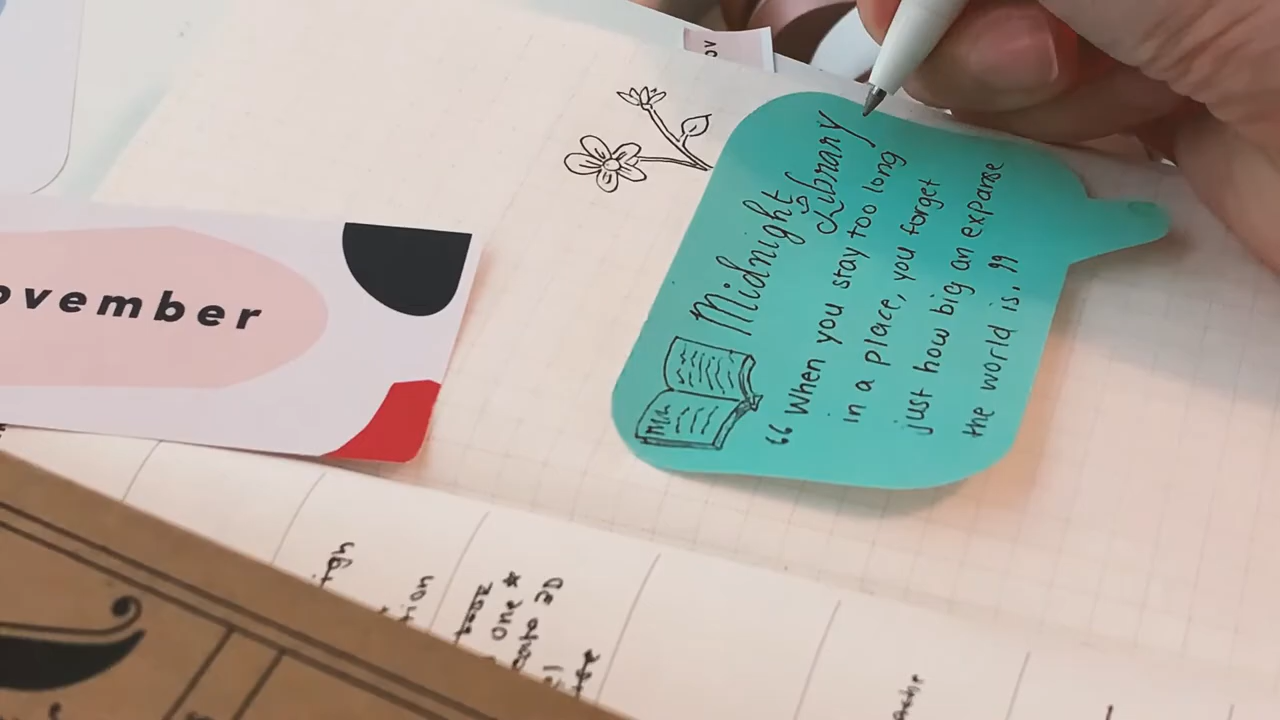 Midnight
Library
“ When you stay too long
in a place, you forget
just how big an expanse
the world is. ”
ovember
one